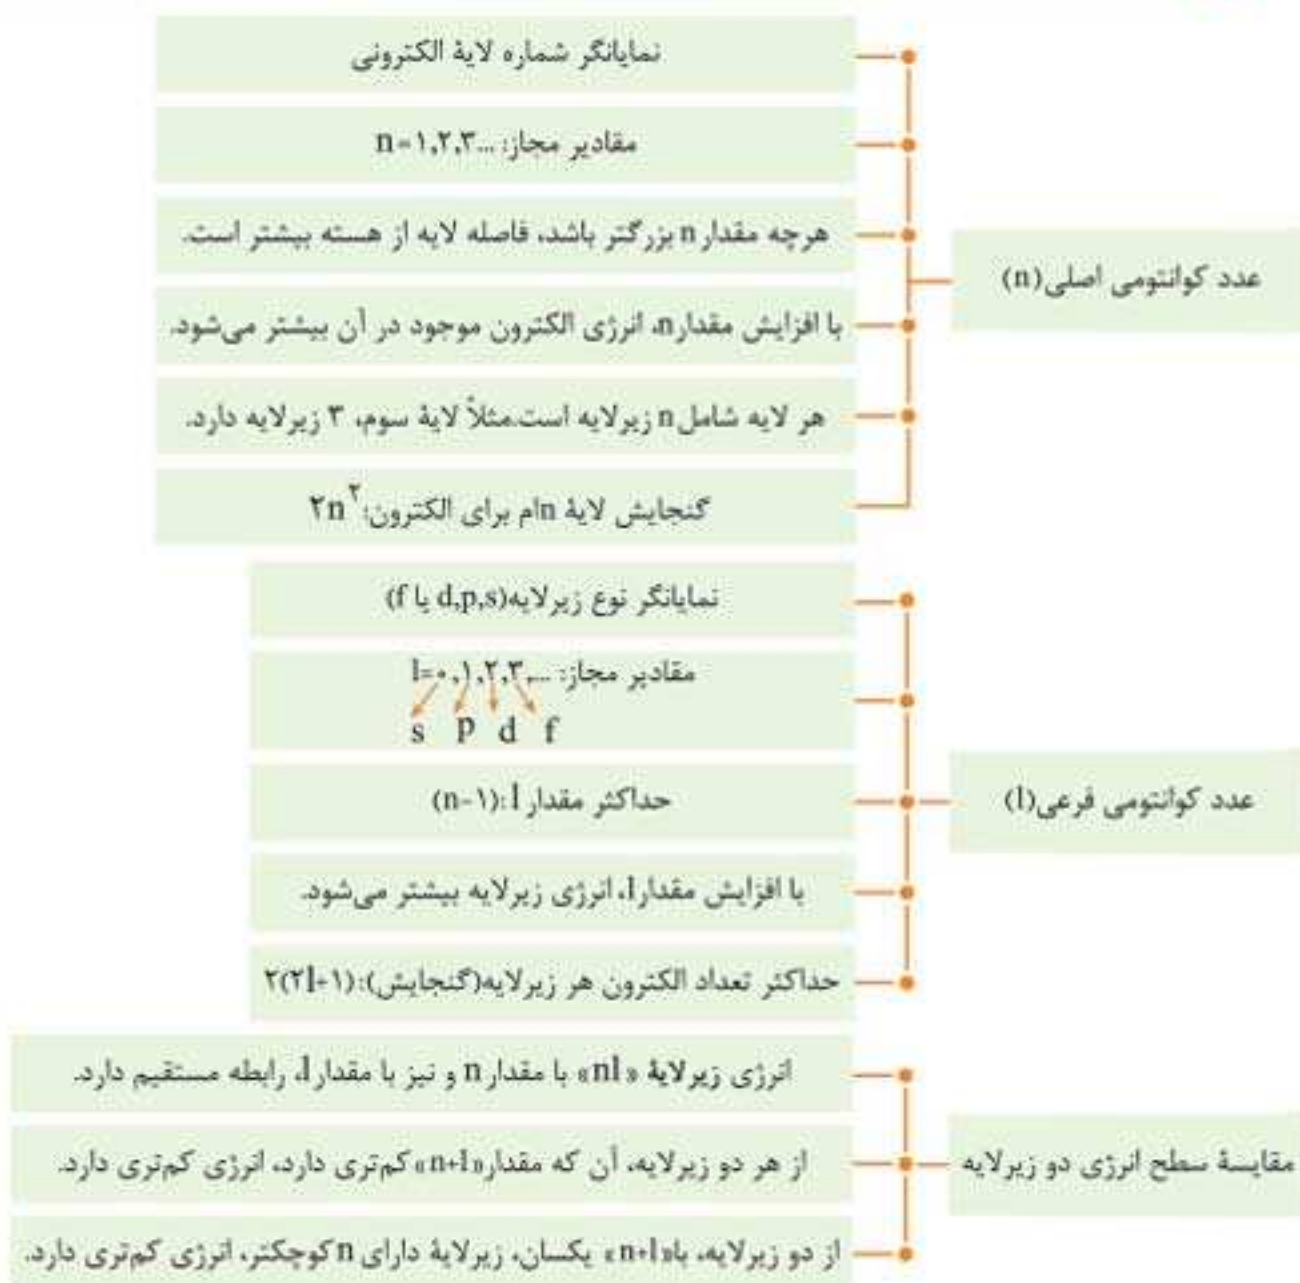 عدد کوانتومی اصلی(n)
نمایانگر شماره لایهٔ الکترونی
مقادیر مجاز: ...n=۱,۲,۳
هرچه مقدار n بزرگتر باشد، فاصله لایه از هسته بیشتر است.
با افزایش مقدارn، انرژی الکترون موجود در آن بیشتر می‌شود.
هر لایه شامل n زیرلایه است.مثلاً لایهٔ سوم، ۳ زیرلایه دارد.
گنجایش لایهٔ nام برای الکترون: ۲n^۲
عدد کوانتومی فرعی(l)
نمایانگر نوع زیرلایه(d,p,s یا f)
مقادیر مجاز: ...,l=۰,۱,۲,۳
s p d f
حداکثر مقدار l:(n-۱)
با افزایش مقدارl، انرژی زیرلایه بیشتر می‌شود.
حداکثر تعداد الکترون هر زیرلایه(گنجایش): ۲(۲l+۱)
مقایسهٔ سطح انرژی دو زیرلایه
انرژی زیرلایهٔ «nl» با مقدار n و نیز با مقدار l، رابطه مستقیم دارد.
از هر دو زیرلایه، آن که مقدار«n+l» کم‌تری دارد، انرژی کم‌تری دارد.
از دو زیرلایه، با«n+l» یکسان، زیرلایهٔ دارای n کوچکتر، انرژی کم‌تری دارد.